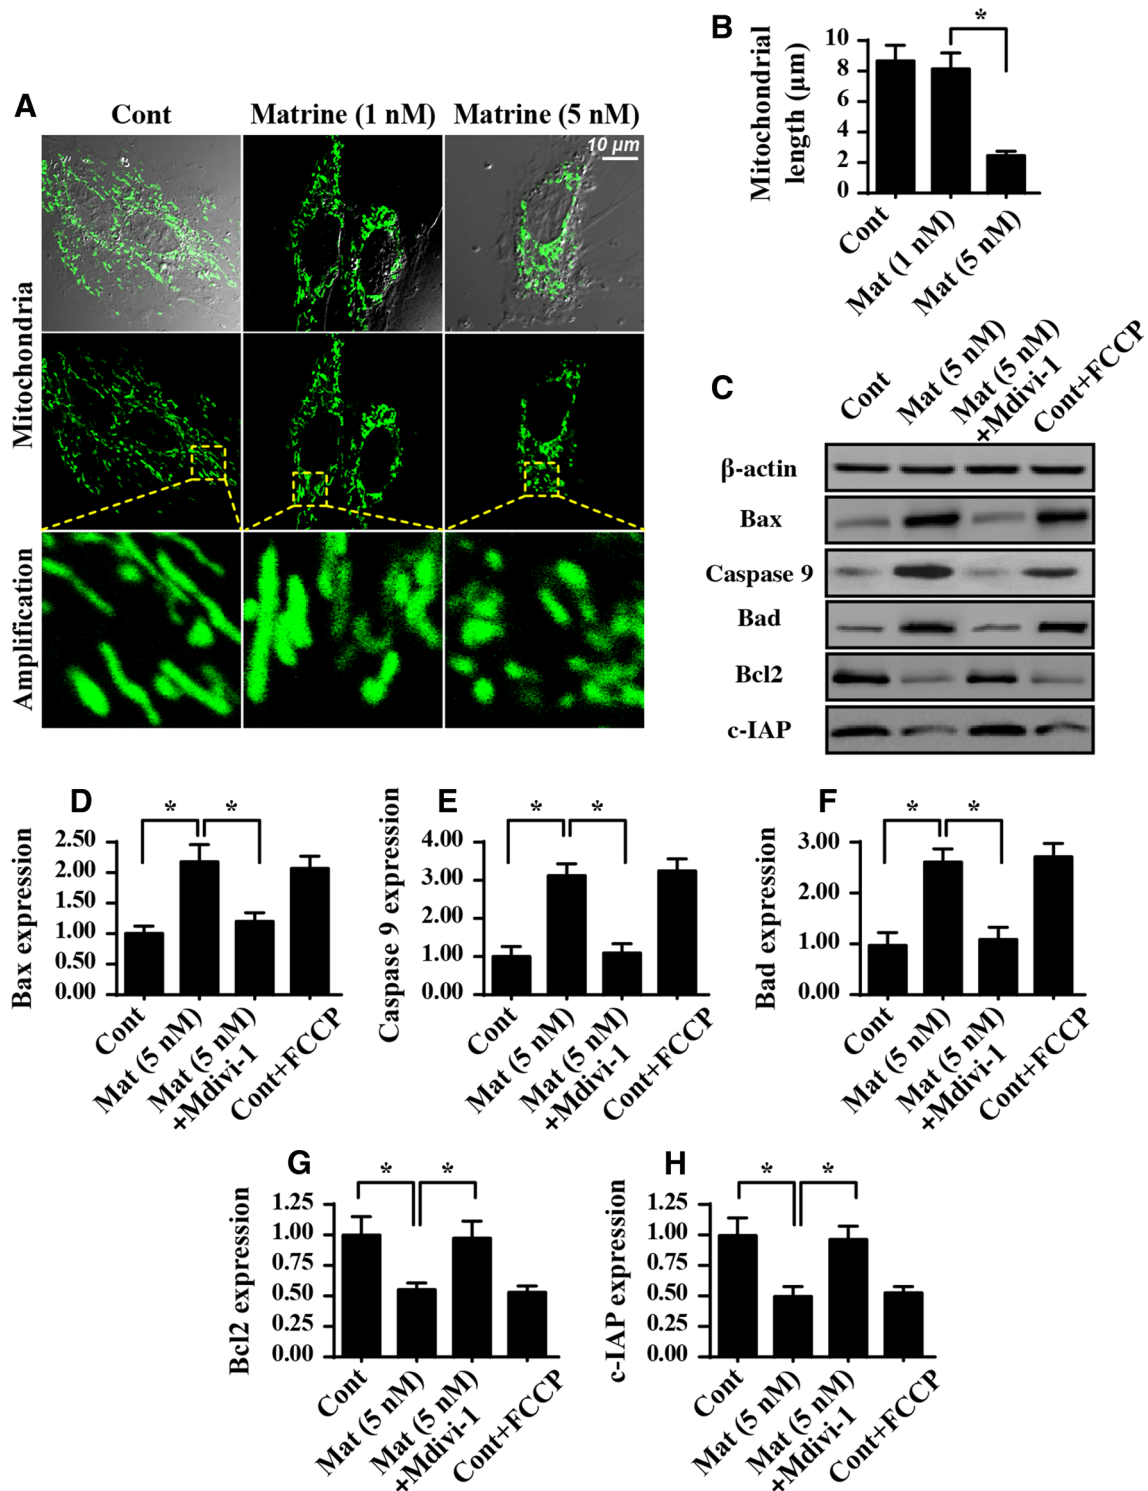 A
Cont
Matrine (1 nM)
Matrine (5 nM)
10 μm
Mitochondria
Amplification
B
Mitochondrial
length (μm)
10
8
6
4
2
0
*
Cont
Mat (1 nM)
Mat (5 nM)
C
Cont
Mat (5 nM)
Mat (5 nM)
+Mdivi-1
Cont+FCCP
β-actin
Bax
Caspase 9
Bad
Bcl2
c-IAP
D
Bax expression
2.50
2.00
1.00
0.50
0.00
*
*
Cont
Mat (5 nM)
Mat (5 nM)
+Mdivi-1
Cont+FCCP
E
Caspase 9 expression
4.00
3.00
2.00
1.00
0.00
*
*
Cont
Mat (5 nM)
Mat (5 nM)
+Mdivi-1
Cont+FCCP
F
Bad expression
3.00
2.00
1.00
0.00
*
*
Cont
Mat (5 nM)
Mat (5 nM)
+Mdivi-1
Cont+FCCP
G
Bcl2 expression
1.25
1.00
0.75
0.50
0.25
0.00
*
*
Cont
Mat (5 nM)
Mat (5 nM)
+Mdivi-1
Cont+FCCP
H
c-IAP expression
1.25
1.00
0.75
0.50
0.25
0.00
*
*
Cont
Mat (5 nM)
Mat (5 nM)
+Mdivi-1
Cont+FCCP